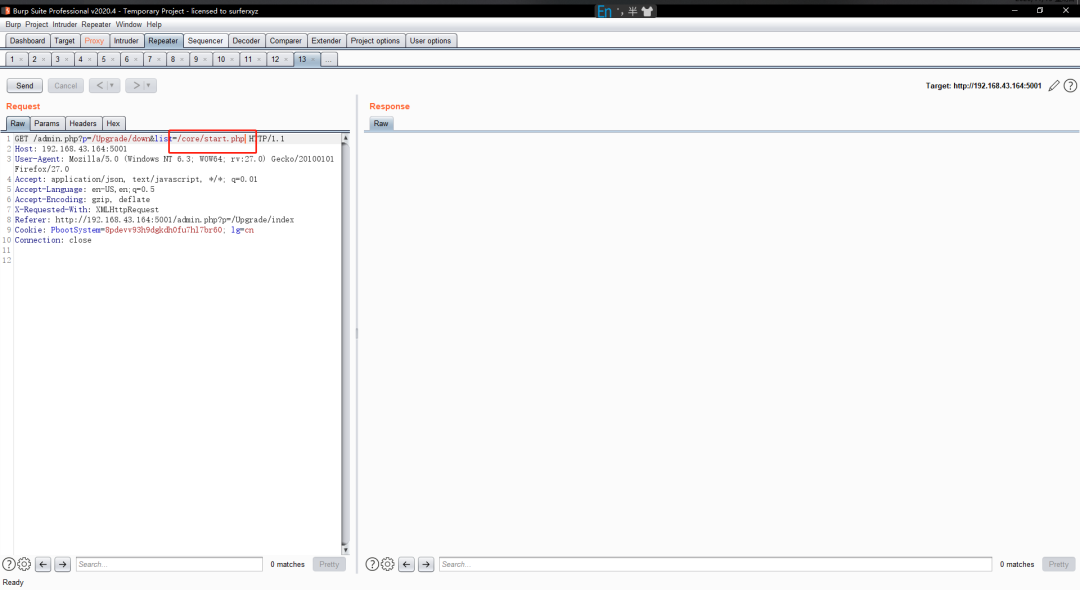 Burp Suite Professional v2020.4 - Temporary Project - licensed to surferxyz
En ·, 半
Burp Project Intruder Repeater Window Help
Dashboard Target Proxy Intruder Repeater Sequencer Decoder Comparer Extender Project options User options
1 × 2 × 3 × 4 × 5 × 6 × 7 × 8 × 9 × 10 × 11 × 12 × 13 × ...
Send Cancel < ▼ > ▼ Target: http://192.168.43.164:5001
Request
Raw Params Headers Hex
1 GET /admin.php?p=/Upgrade/down&list=/core/start.php HTTP/1.1
2 Host: 192.168.43.164:5001
3 User-Agent: Mozilla/5.0 (Windows NT 6.3; WOW64; rv:27.0) Gecko/20100101
Firefox/27.0
4 Accept: application/json, text/javascript, */*; q=0.01
5 Accept-Language: en-US,en;q=0.5
6 Accept-Encoding: gzip, deflate
7 X-Requested-With: XMLHttpRequest
8 Referer: http://192.168.43.164:5001/admin.php?p=/Upgrade/index
9 Cookie: PbootSystem=8pdevv93h9dgkdh0fu7hl7br60; lg=cn
10 Connection: close
11
12
Search... 0 matches Pretty
Response
Raw
Search... 0 matches Pretty
Ready